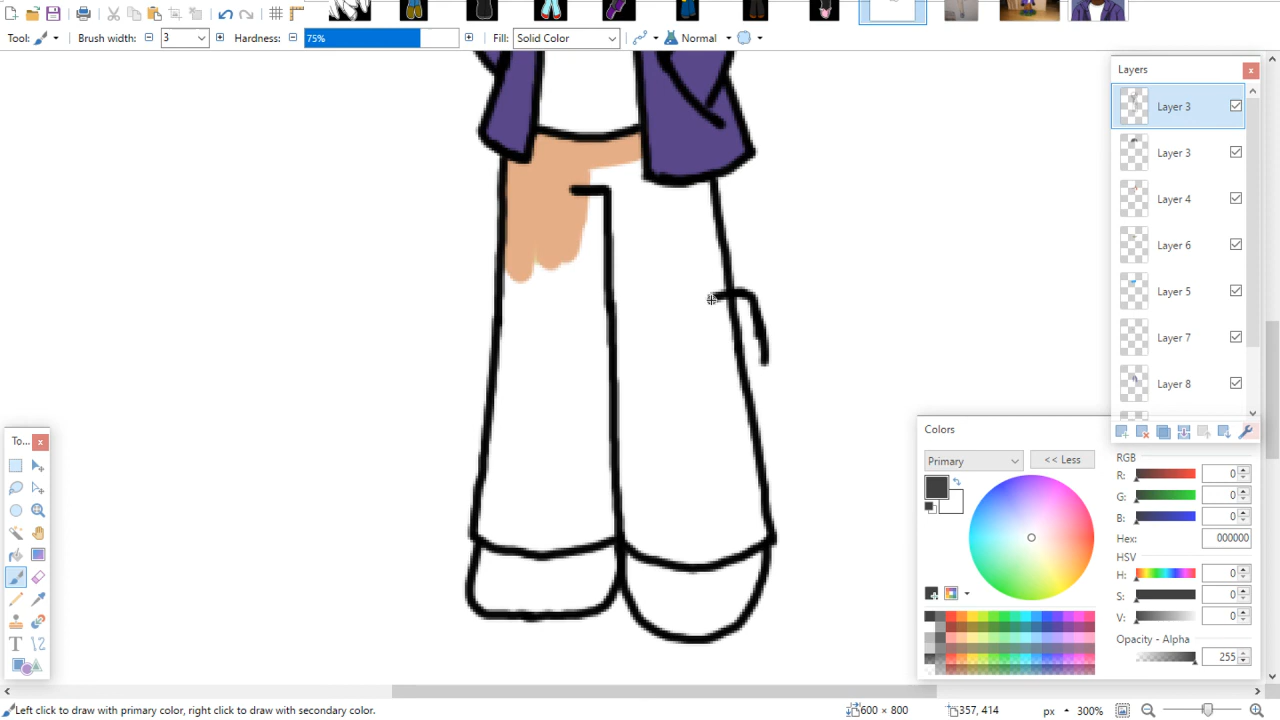 Tool:
Brush width:
3
Hardness:
75%
Fill:
Solid Color
Normal
Layers
Layer 3
Layer 3
Layer 4
Layer 6
Layer 5
Layer 7
Layer 8
To...
T
Colors
Primary
<< Less
RGB
R:
0
G:
0
B:
0
Hex:
000000
HSV
H:
0
S:
0
V:
0
Opacity - Alpha
255
Left click to draw with primary color, right click to draw with secondary color.
600 × 800
357, 414
px
300%